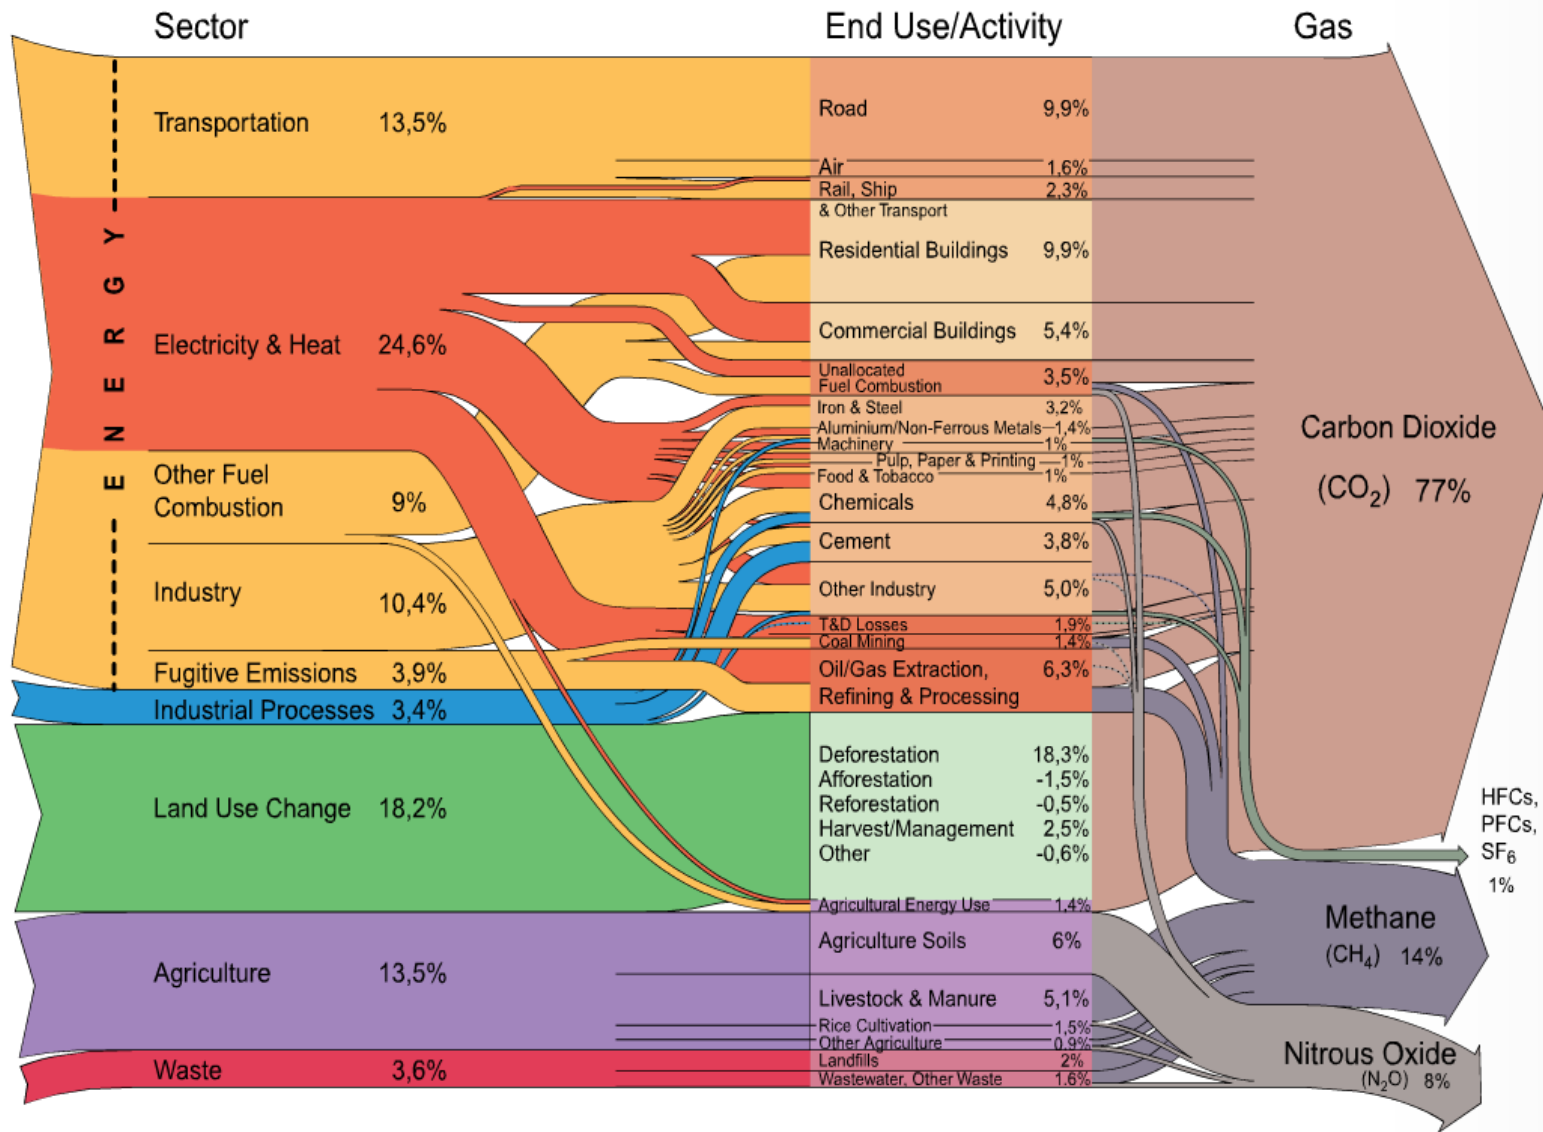 Sector
End Use/Activity
Gas
ENERGY
Transportation 13,5%
Electricity & Heat 24,6%
Other Fuel
Combustion 9%
Industry 10,4%
Fugitive Emissions 3,9%
Industrial Processes 3,4%
Land Use Change 18,2%
Agriculture 13,5%
Waste 3,6%
Road 9,9%
Air 1.6%
Rail, Ship 2,3%
& Other Transport
Residential Buildings 9,9%
Commercial Buildings 5,4%
Unallocated
Fuel Combustion 3,5%
Iron & Steel 3,2%
Aluminium/Non-Ferrous Metals 1,4%
Machinery 1%
Pulp, Paper & Printing 1%
Food & Tobacco 1%
Chemicals 4,8%
Cement 3,8%
Other Industry 5,0%
T&D Losses 1,9%
Coal Mining 1,4%
Oil/Gas Extraction, 6,3%
Refining & Processing
Deforestation 18,3%
Afforestation -1,5%
Reforestation -0,5%
Harvest/Management 2,5%
Other -0,6%
Agricultural Energy Use 1,4%
Agriculture Soils 6%
Livestock & Manure 5,1%
Rice Cultivation 1,5%
Other Agriculture 0,9%
Landfills 2%
Wastewater, Other Waste 1.6%
Carbon Dioxide
(CO₂) 77%
HFCs,
PFCs,
SF₆
1%
Methane
(CH₄) 14%
Nitrous Oxide
(N₂O) 8%